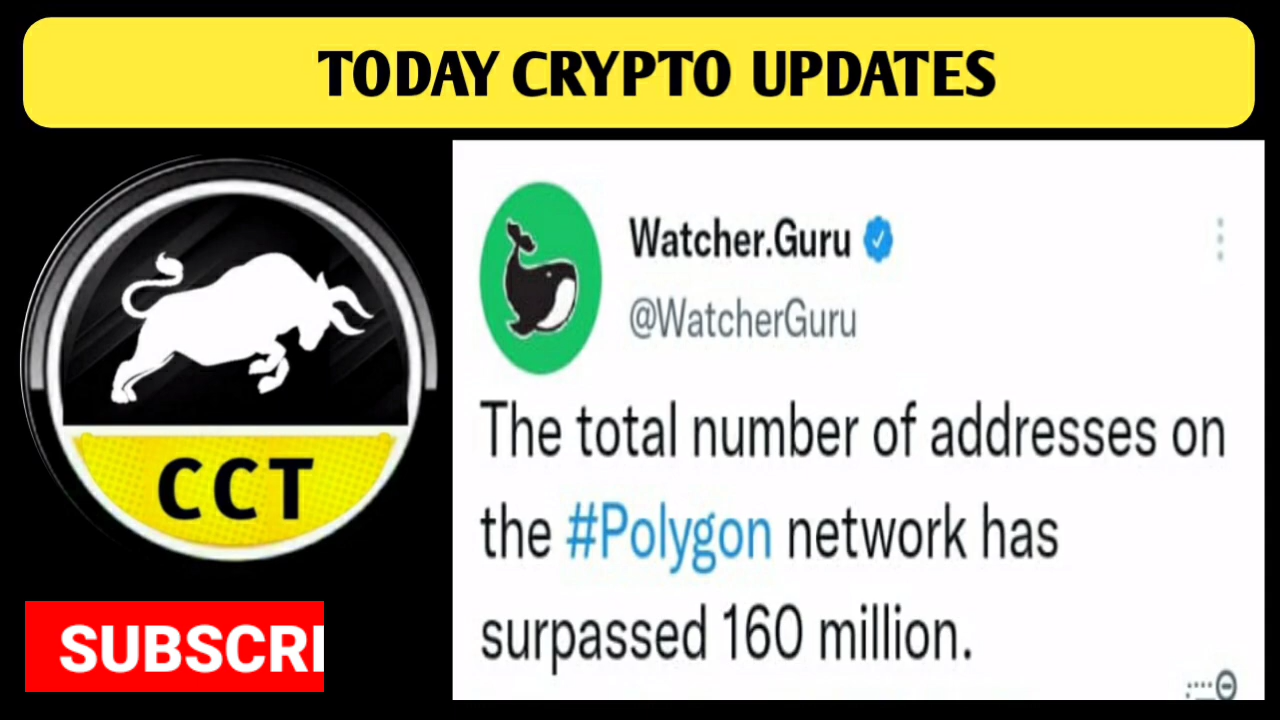 TODAY CRYPTO UPDATES
Watcher.Guru
@WatcherGuru
The total number of addresses on
the #Polygon network has
surpassed 160 million.
CCT
SUBSCRI